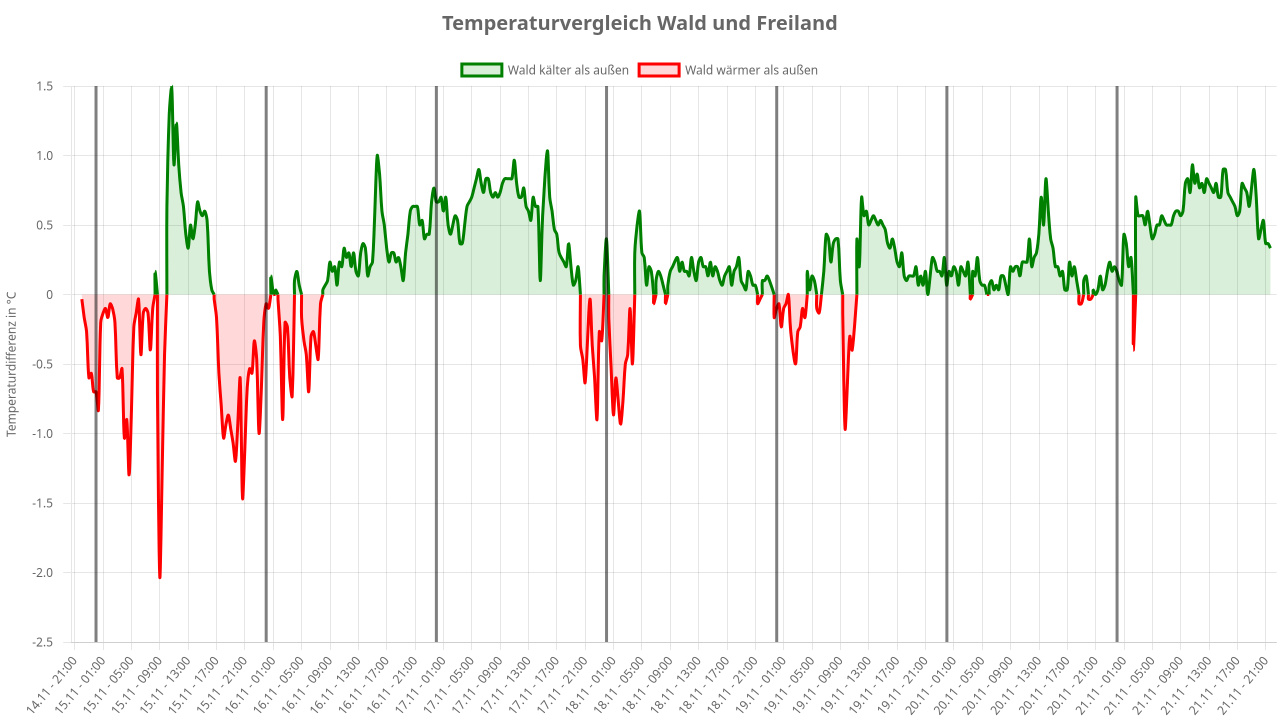 Temperaturvergleich Wald und Freiland
Wald kälter als außen
Wald wärmer als außen
Temperaturdifferenz in °C
1.5
1.0
0.5
0
-0.5
-1.0
-1.5
-2.0
-2.5
14.11 - 21:00
15.11 - 01:00
15.11 - 05:00
15.11 - 09:00
15.11 - 13:00
15.11 - 17:00
15.11 - 21:00
16.11 - 01:00
16.11 - 05:00
16.11 - 09:00
16.11 - 13:00
16.11 - 17:00
16.11 - 21:00
17.11 - 01:00
17.11 - 05:00
17.11 - 09:00
17.11 - 13:00
17.11 - 17:00
17.11 - 21:00
18.11 - 01:00
18.11 - 05:00
18.11 - 09:00
18.11 - 13:00
18.11 - 17:00
18.11 - 21:00
19.11 - 01:00
19.11 - 05:00
19.11 - 09:00
19.11 - 13:00
19.11 - 17:00
19.11 - 21:00
20.11 - 01:00
20.11 - 05:00
20.11 - 09:00
20.11 - 13:00
20.11 - 17:00
20.11 - 21:00
21.11 - 01:00
21.11 - 05:00
21.11 - 09:00
21.11 - 13:00
21.11 - 17:00
21.11 - 21:00